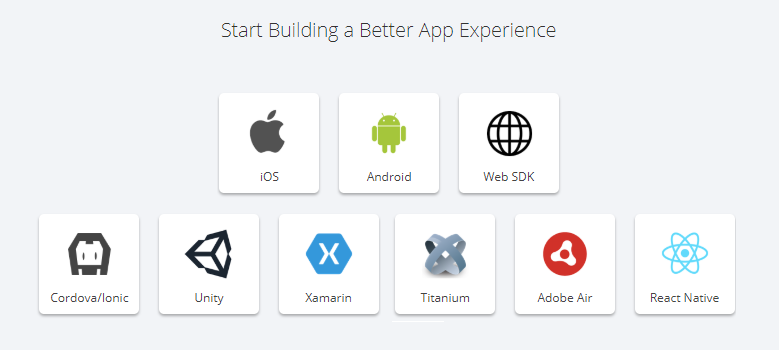 Start Building a Better App Experience
iOS
Android
Web SDK
Cordova/Ionic
Unity
Xamarin
Titanium
Adobe Air
React Native